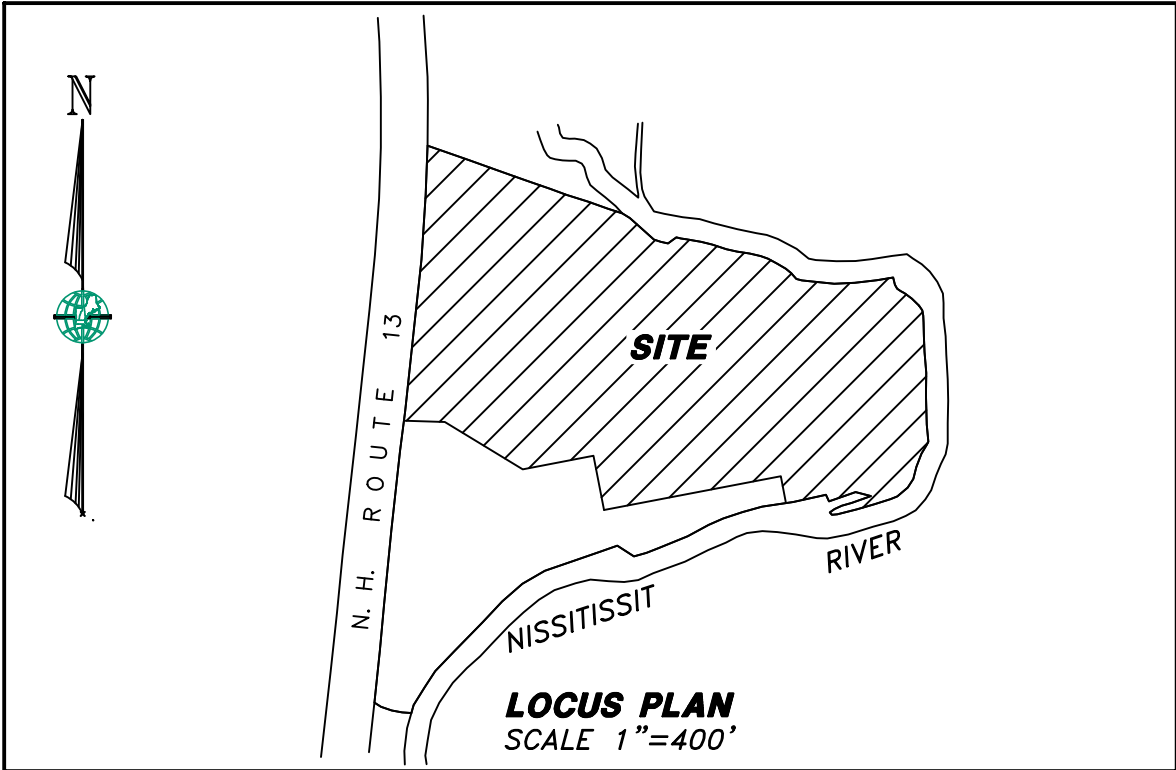 N
N. H. ROUTE 13
SITE
NISSITISSIT
RIVER
LOCUS PLAN
SCALE 1"=400'